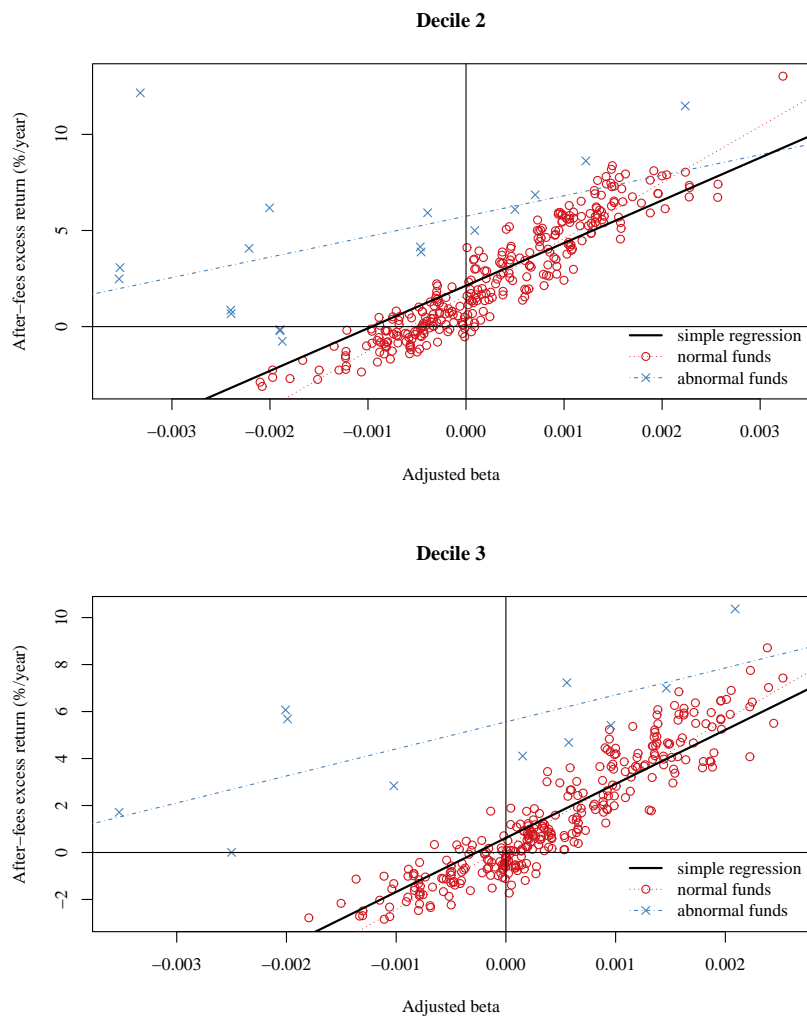 Decile 2
After−fees excess return (%/year)
10
5
0
simple regression
normal funds
abnormal funds
−0.003 −0.002 −0.001 0.000 0.001 0.002 0.003
Adjusted beta
Decile 3
After−fees excess return (%/year)
10
8
6
4
2
0
−2
simple regression
normal funds
abnormal funds
−0.003 −0.002 −0.001 0.000 0.001 0.002
Adjusted beta